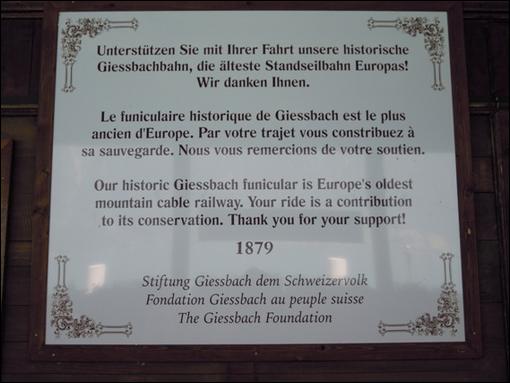 Unterstützen Sie mit Ihrer Fahrt unsere historische
Giessbachbahn, die älteste Standseilbahn Europas!
Wir danken Ihnen.
Le funiculaire historique de Giessbach est le plus
ancien d'Europe. Par votre trajet vous constribuez à
sa sauvegarde. Nous vous remercions de votre soutien.
Our historic Giessbach funicular is Europe's oldest
mountain cable railway. Your ride is a contribution
to its conservation. Thank you for your support!
1879
Stiftung Giessbach dem Schweizervolk
Fondation Giessbach au peuple suisse
The Giessbach Foundation